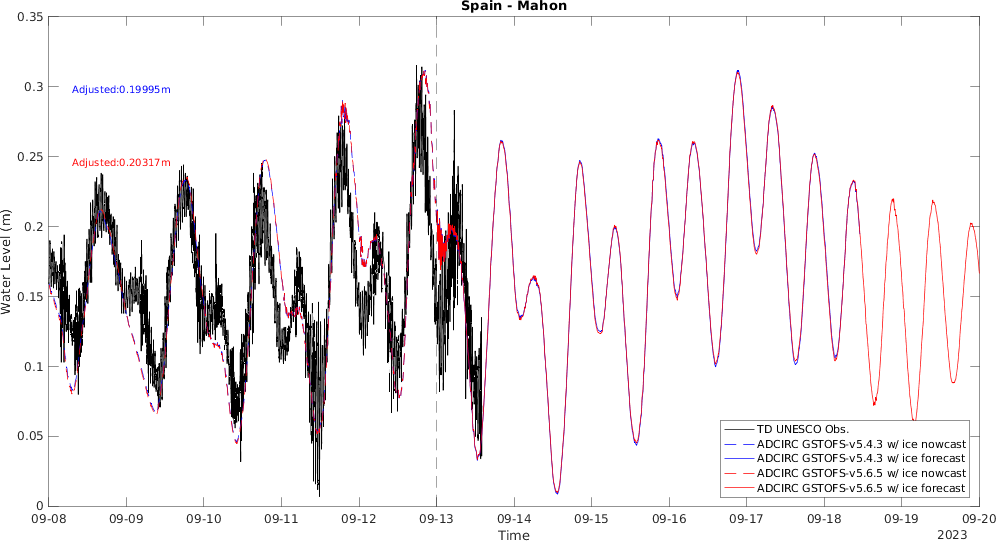 Spain - Mahon
0.35
0.3
0.25
0.2
0.15
0.1
0.05
0
Water Level (m)
Adjusted:0.19995m
Adjusted:0.20317m
TD UNESCO Obs.
ADCIRC GSTOFS-v5.4.3 w/ ice nowcast
ADCIRC GSTOFS-v5.4.3 w/ ice forecast
ADCIRC GSTOFS-v5.6.5 w/ ice nowcast
ADCIRC GSTOFS-v5.6.5 w/ ice forecast
09-08 09-09 09-10 09-11 09-12 09-13 09-14 09-15 09-16 09-17 09-18 09-19 09-20
Time
2023